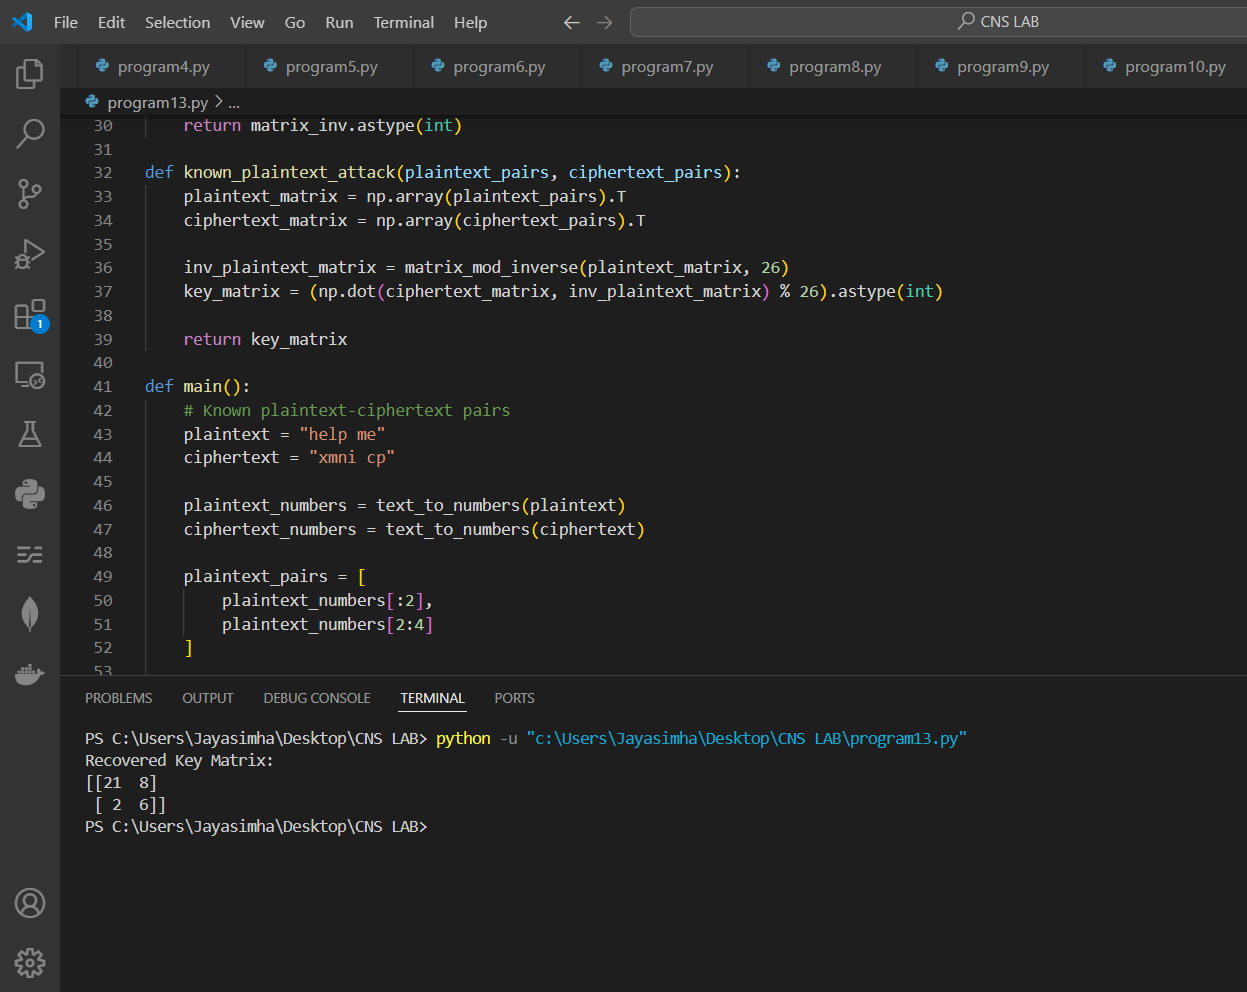 File Edit Selection View Go Run Terminal Help CNS LAB
program4.py program5.py program6.py program7.py program8.py program9.py program10.py
program13.py > ...
30 return matrix_inv.astype(int)
31
32 def known_plaintext_attack(plaintext_pairs, ciphertext_pairs):
33 plaintext_matrix = np.array(plaintext_pairs).T
34 ciphertext_matrix = np.array(ciphertext_pairs).T
35
36 inv_plaintext_matrix = matrix_mod_inverse(plaintext_matrix, 26)
37 key_matrix = (np.dot(ciphertext_matrix, inv_plaintext_matrix) % 26).astype(int)
38
39 return key_matrix
40
41 def main():
42 # Known plaintext-ciphertext pairs
43 plaintext = "help me"
44 ciphertext = "xmni cp"
45
46 plaintext_numbers = text_to_numbers(plaintext)
47 ciphertext_numbers = text_to_numbers(ciphertext)
48
49 plaintext_pairs = [
50 plaintext_numbers[:2],
51 plaintext_numbers[2:4]
52 ]
53
1
PROBLEMS OUTPUT DEBUG CONSOLE TERMINAL PORTS
PS C:\Users\Jayasimha\Desktop\CNS LAB> python -u "c:\Users\Jayasimha\Desktop\CNS LAB\program13.py"
Recovered Key Matrix:
[[21 8]
[ 2 6]]
PS C:\Users\Jayasimha\Desktop\CNS LAB>